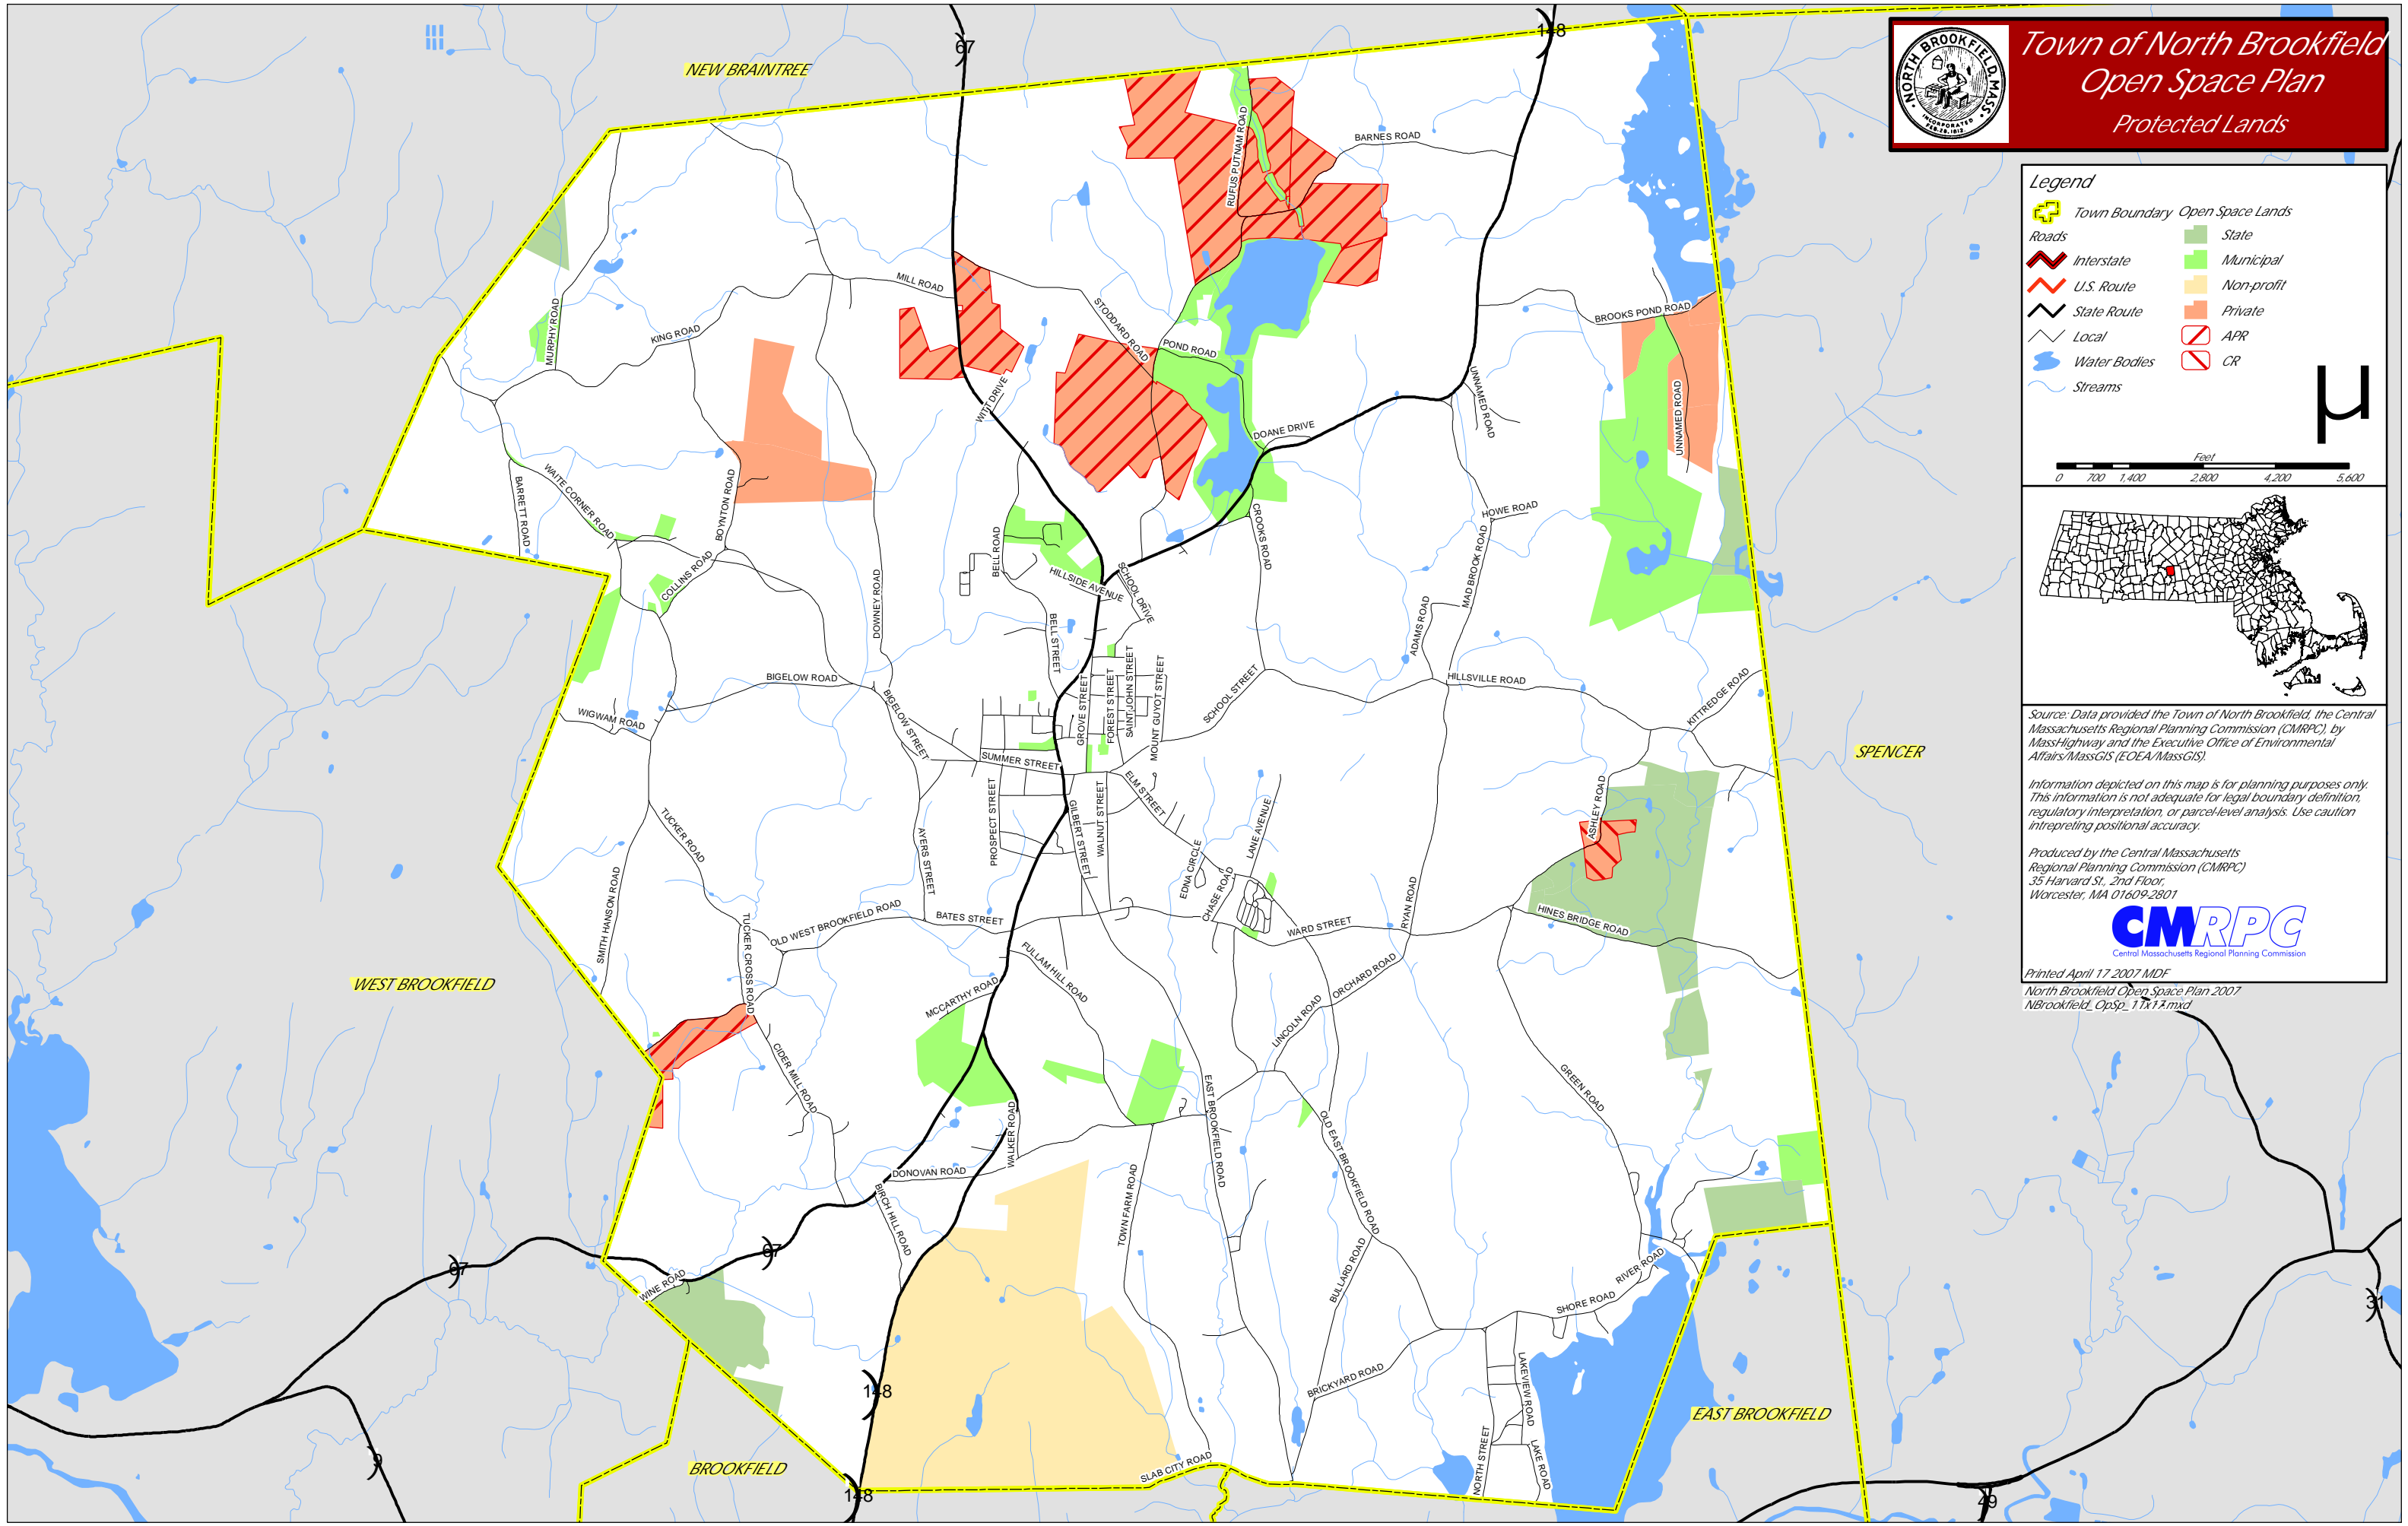 Town of North Brookfield
Open Space Plan
Protected Lands
NORTH BROOKFIELD, MASS.
INCORPORATED
FEB. 28, 1812.
Legend
Town Boundary
Roads
Interstate
U.S. Route
State Route
Local
Water Bodies
Streams
Open Space Lands
State
Municipal
Non-profit
Private
APR
CR
µ
Feet
0 700 1,400 2,800 4,200 5,600
Source: Data provided the Town of North Brookfield, the Central
Massachusetts Regional Planning Commission (CMRPC), by
MassHighway and the Executive Office of Environmental
Affairs/MassGIS (EOEA/MassGIS).
Information depicted on this map is for planning purposes only.
This information is not adequate for legal boundary definition,
regulatory interpretation, or parcel-level analysis. Use caution
intrepreting positional accuracy.
Produced by the Central Massachusetts
Regional Planning Commission (CMRPC)
35 Harvard St., 2nd Floor,
Worcester, MA 01609-2801
CMRPC
Central Massachusetts Regional Planning Commission
Printed April 17 2007 MDF
North Brookfield Open Space Plan 2007
NBrookfield_OpSp_11x17.mxd
NEW BRAINTREE
67
148
RUFUS PUTNAM ROAD
BARNES ROAD
MURPHY ROAD
MILL ROAD
KING ROAD
STODDARD ROAD
POND ROAD
BROOKS POND ROAD
UNNAMED ROAD
UNNAMED ROAD
WITT DRIVE
DOANE DRIVE
BARRETT ROAD
WAITE CORNER ROAD
BOYNTON ROAD
COLLINS ROAD
DOWNEY ROAD
BELL ROAD
HILLSIDE AVENUE
SCHOOL DRIVE
CROOKS ROAD
HOWE ROAD
MAD BROOK ROAD
ADAMS ROAD
BELL STREET
BIGELOW ROAD
BIGELOW STREET
WIGWAM ROAD
GROVE STREET
FOREST STREET
SAINT JOHN STREET
MOUNT GUYOT STREET
SCHOOL STREET
HILLSVILLE ROAD
KITTREDGE ROAD
SPENCER
SUMMER STREET
ELM STREET
PROSPECT STREET
GILBERT STREET
WALNUT STREET
TUCKER ROAD
AYERS STREET
EDNA CIRCLE
CHASE ROAD
LANE AVENUE
ASHLEY ROAD
SMITH HANSON ROAD
TUCKER CROSS ROAD
OLD WEST BROOKFIELD ROAD
BATES STREET
WARD STREET
RYAN ROAD
HINES BRIDGE ROAD
WEST BROOKFIELD
FULLAM HILL ROAD
MCCARTHY ROAD
ORCHARD ROAD
LINCOLN ROAD
CIDER MILL ROAD
EAST BROOKFIELD ROAD
OLD EAST BROOKFIELD ROAD
GREEN ROAD
WALKER ROAD
DONOVAN ROAD
BIRCH HILL ROAD
TOWN FARM ROAD
BULLARD ROAD
RIVER ROAD
SHORE ROAD
67
67
WINE ROAD
31
148
BRICKYARD ROAD
LAKEVIEW ROAD
EAST BROOKFIELD
9
BROOKFIELD
SLAB CITY ROAD
NORTH STREET
LAKE ROAD
148
49